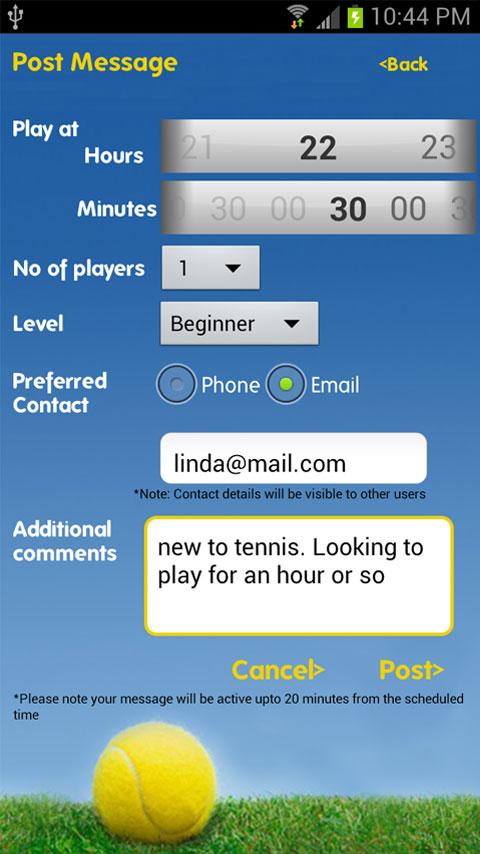 10:44 PM
Post Message
<Back
Play at
Hours
21 22 23
Minutes
0 30 00 30 00 3
No of players
1
Level
Beginner
Preferred
Contact
Phone
Email
linda@mail.com
*Note: Contact details will be visible to other users
Additional
comments
new to tennis. Looking to
play for an hour or so
Cancel>
Post>
*Please note your message will be active upto 20 minutes from the scheduled
time